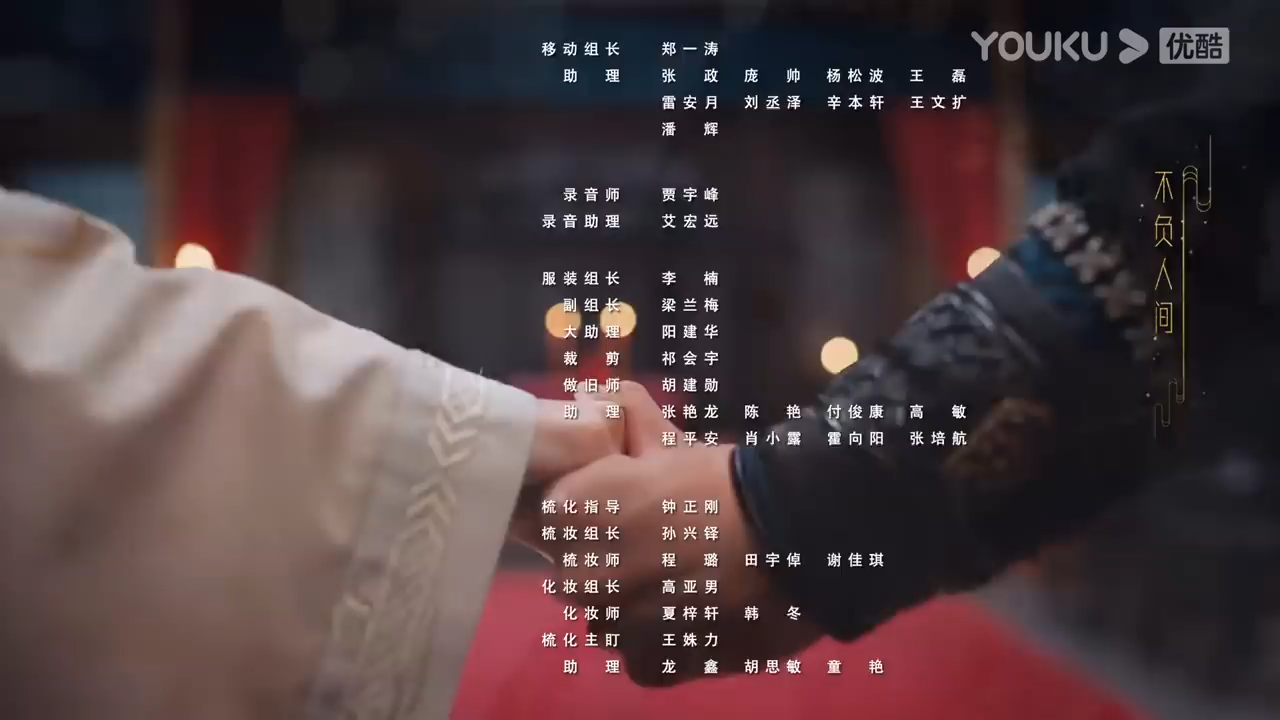 YOUKU 优酷
移动组长 郑一涛
助理 张政 庞帅 杨松波 王磊
雷安月 刘丞泽 辛本轩 王文扩
潘辉
录音师 贾宇峰
录音助理 艾宏远
服装组长 李楠
副组长 梁兰梅
大助理 阳建华
裁剪 祁会宇
做旧师 胡建勋
助理 张艳龙 陈艳 付俊康 高敏
程平安 肖小露 霍向阳 张培航
梳化指导 钟正刚
梳妆组长 孙兴铎
梳妆师 程璐 田宇倬 谢佳琪
化妆组长 高亚男
化妆师 夏梓轩 韩冬
梳化主盯 王姝力
助理 龙鑫 胡思敏 童艳
不负人间